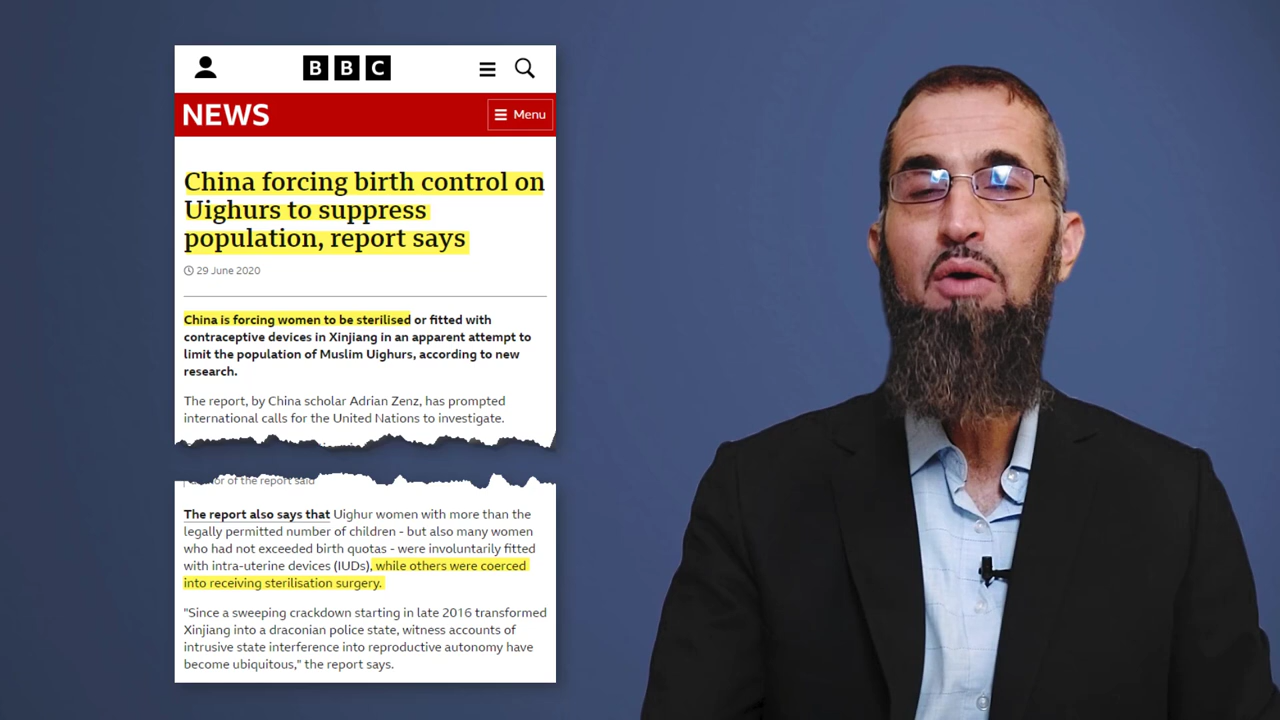 BBC
NEWS
Menu
China forcing birth control on
Uighurs to suppress
population, report says
29 June 2020
China is forcing women to be sterilised or fitted with
contraceptive devices in Xinjiang in an apparent attempt to
limit the population of Muslim Uighurs, according to new
research.
The report, by China scholar Adrian Zenz, has prompted
international calls for the United Nations to investigate.
of the report said
The report also says that Uighur women with more than the
legally permitted number of children - but also many women
who had not exceeded birth quotas - were involuntarily fitted
with intra-uterine devices (IUDs), while others were coerced
into receiving sterilisation surgery.
"Since a sweeping crackdown starting in late 2016 transformed
Xinjiang into a draconian police state, witness accounts of
intrusive state interference into reproductive autonomy have
become ubiquitous," the report says.